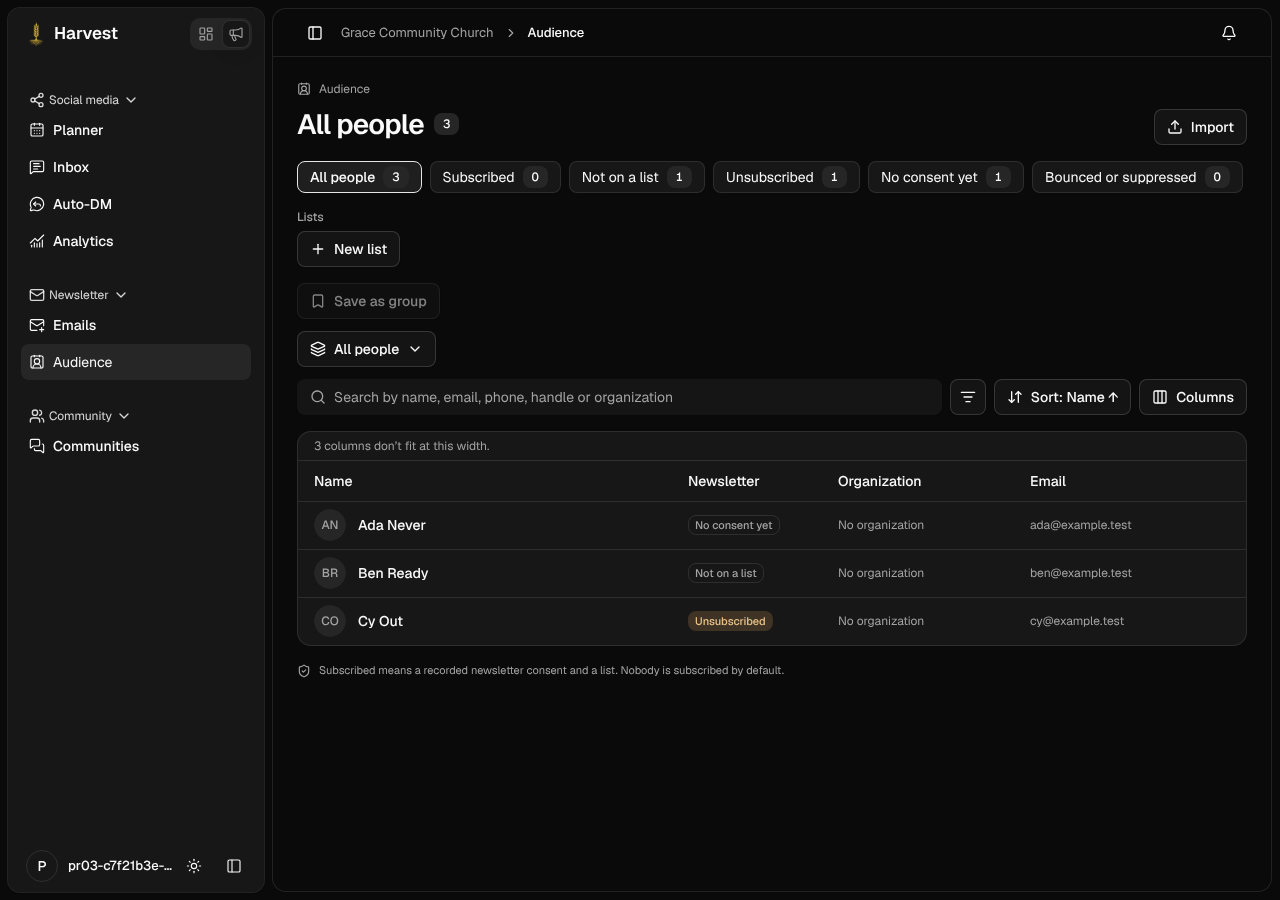 Harvest
Grace Community Church > Audience
Social media
Planner
Inbox
Auto-DM
Analytics
Newsletter
Emails
Audience
Community
Communities
P pr03-c7f21b3e-...
Audience
All people 3
Import
All people 3 Subscribed 0 Not on a list 1 Unsubscribed 1 No consent yet 1 Bounced or suppressed 0
Lists
+ New list
Save as group
All people
Search by name, email, phone, handle or organization
Sort: Name ↑ Columns
3 columns don't fit at this width.
Name Newsletter Organization Email
AN Ada Never No consent yet No organization ada@example.test
BR Ben Ready Not on a list No organization ben@example.test
CO Cy Out Unsubscribed No organization cy@example.test
Subscribed means a recorded newsletter consent and a list. Nobody is subscribed by default.